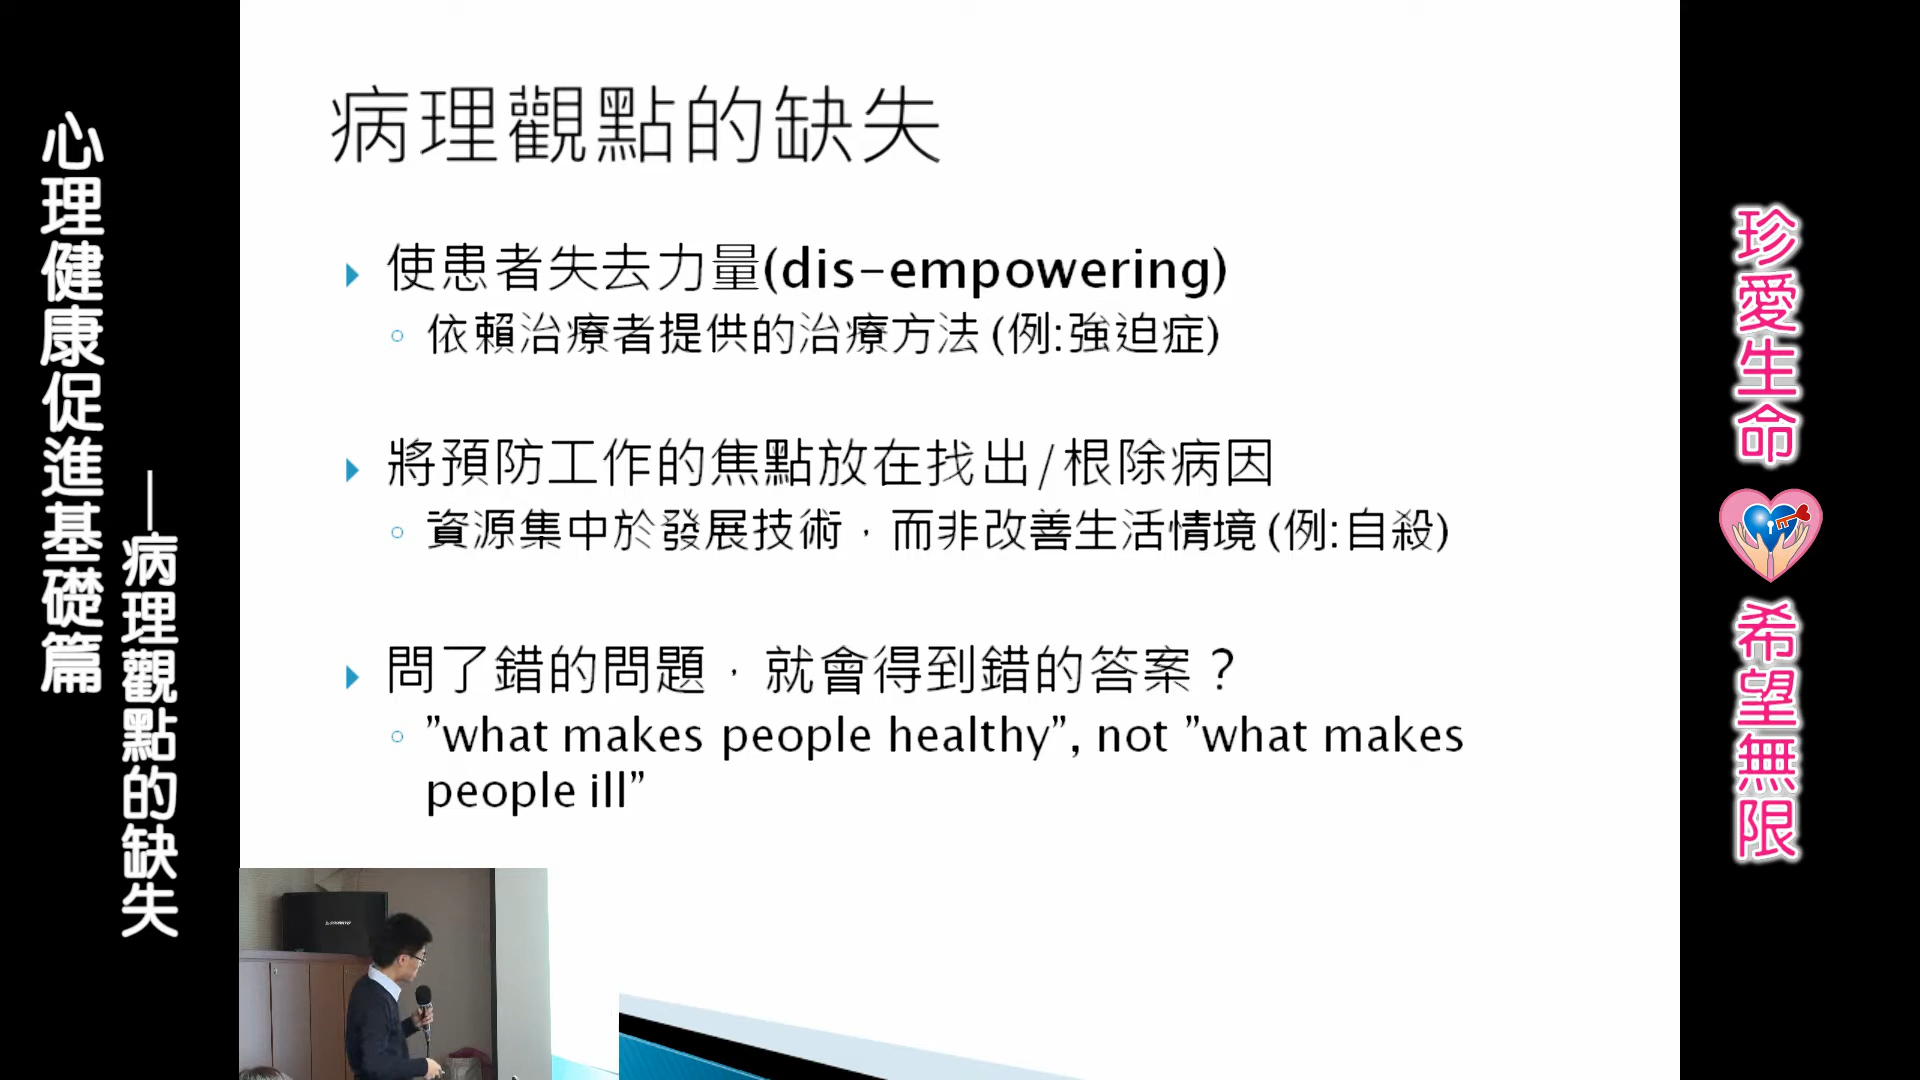 心理健康促進基礎篇
—病理觀點的缺失
病理觀點的缺失
使患者失去力量(dis-empowering)
依賴治療者提供的治療方法 (例:強迫症)
將預防工作的焦點放在找出/根除病因
資源集中於發展技術，而非改善生活情境 (例:自殺)
問了錯的問題，就會得到錯的答案？
”what makes people healthy”, not ”what makes
people ill”
珍愛生命
希望無限